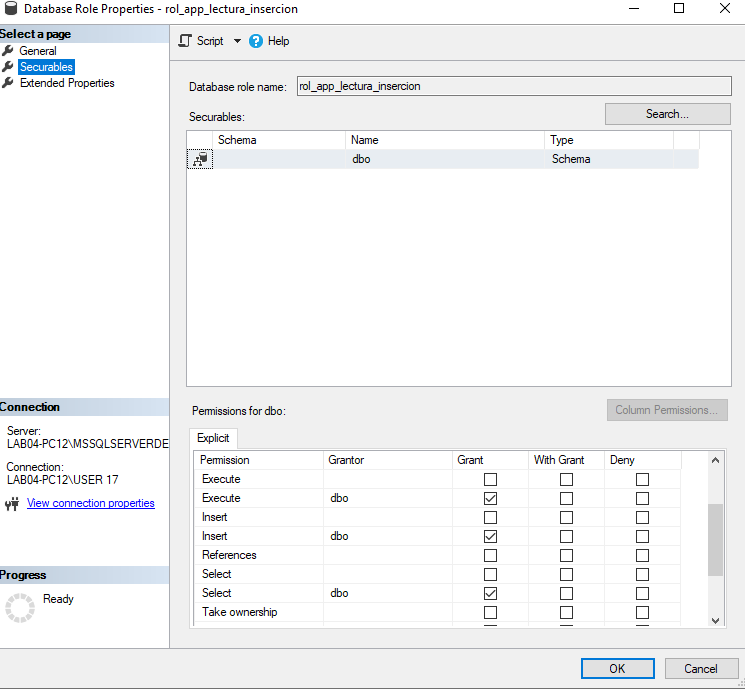 Database Role Properties - rol_app_lectura_insercion
Select a page
General
Securables
Extended Properties
Script
Help
Database role name: rol_app_lectura_insercion
Securables:
Search...
Schema Name Type
dbo Schema
Connection
Server:
LAB04-PC12\MSSQLSERVERDE
Connection:
LAB04-PC12\USER 17
View connection properties
Progress
Ready
Permissions for dbo:
Column Permissions...
Explicit
Permission Grantor Grant With Grant Deny
Execute
Execute dbo
Insert
Insert dbo
References
Select
Select dbo
Take ownership
OK Cancel